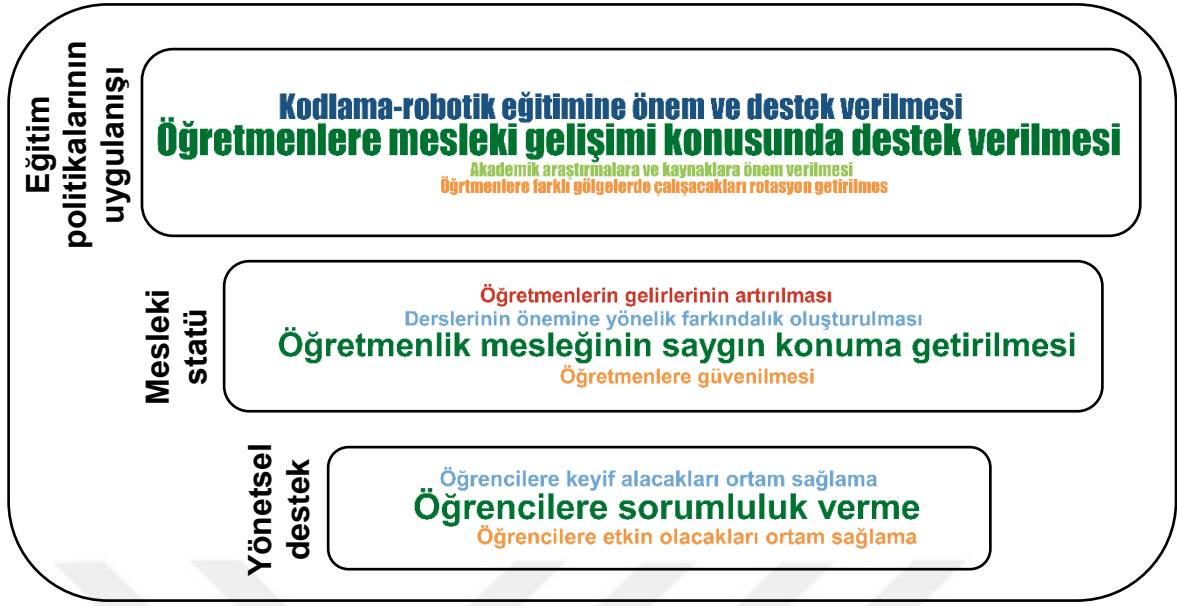 Eğitim
politikalarının
uygulanışı
Kodlama-robotik eğitimine önem ve destek verilmesi
Öğretmenlere mesleki gelişimi konusunda destek verilmesi
Akademik araştırmalara ve kaynaklara önem verilmesi
Öğrtmenlere farklı gölgelerde çalışacakları rotasyon getirilmes
Mesleki
statü
Öğretmenlerin gelirlerinin artırılması
Derslerinin önemine yönelik farkındalık oluşturulması
Öğretmenlik mesleğinin saygın konuma getirilmesi
Öğretmenlere güvenilmesi
Yönetsel
destek
Öğrencilere keyif alacakları ortam sağlama
Öğrencilere sorumluluk verme
Öğrencilere etkin olacakları ortam sağlama